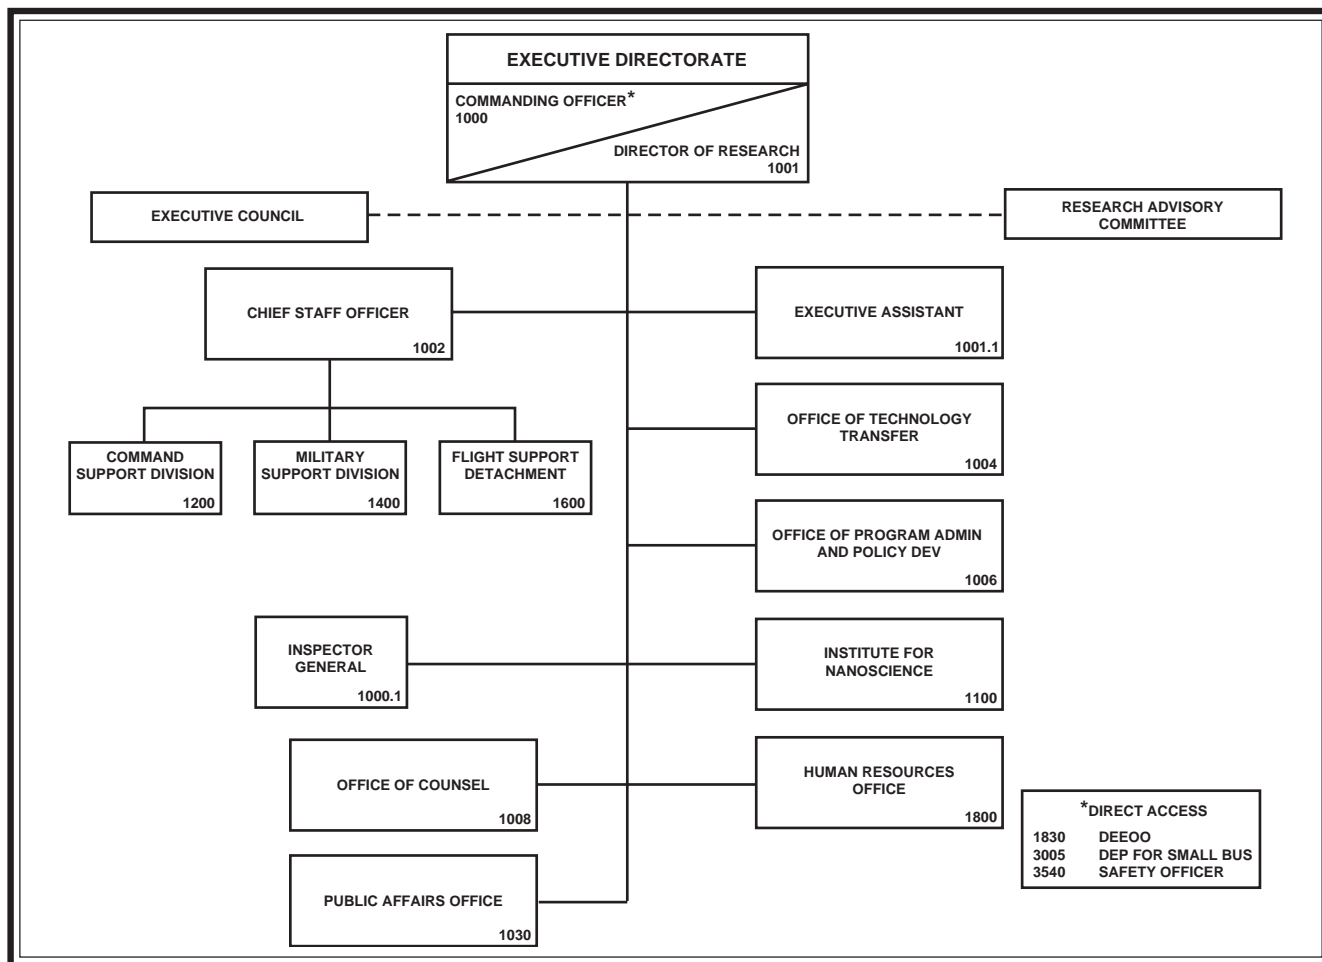 EXECUTIVE DIRECTORATE
COMMANDING OFFICER*
1000
DIRECTOR OF RESEARCH
1001
EXECUTIVE COUNCIL
RESEARCH ADVISORY
COMMITTEE
CHIEF STAFF OFFICER
1002
EXECUTIVE ASSISTANT
1001.1
OFFICE OF TECHNOLOGY
TRANSFER
1004
COMMAND
SUPPORT DIVISION
1200
MILITARY
SUPPORT DIVISION
1400
FLIGHT SUPPORT
DETACHMENT
1600
OFFICE OF PROGRAM ADMIN
AND POLICY DEV
1006
INSPECTOR
GENERAL
1000.1
INSTITUTE FOR
NANOSCIENCE
1100
OFFICE OF COUNSEL
1008
HUMAN RESOURCES
OFFICE
1800
*DIRECT ACCESS
1830 DEEOO
3005 DEP FOR SMALL BUS
3540 SAFETY OFFICER
PUBLIC AFFAIRS OFFICE
1030